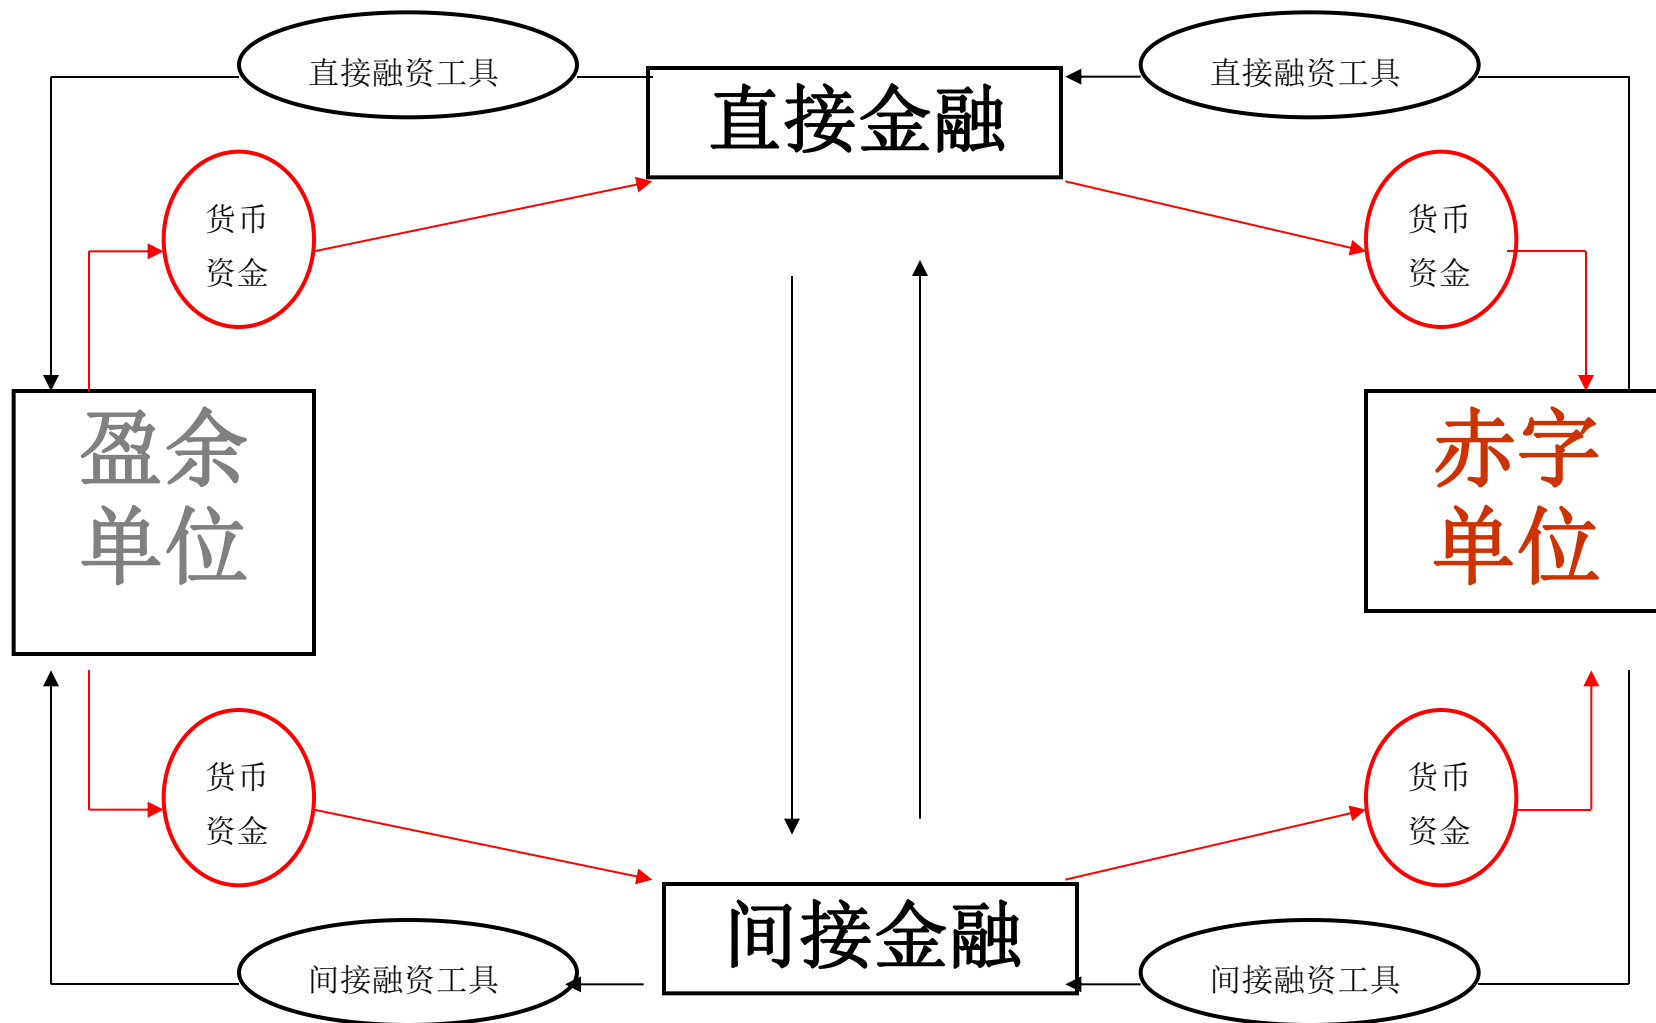 直接融资工具
直接金融
直接融资工具
货币
资金
货币
资金
盈余
单位
赤字
单位
货币
资金
货币
资金
间接融资工具
间接金融
间接融资工具